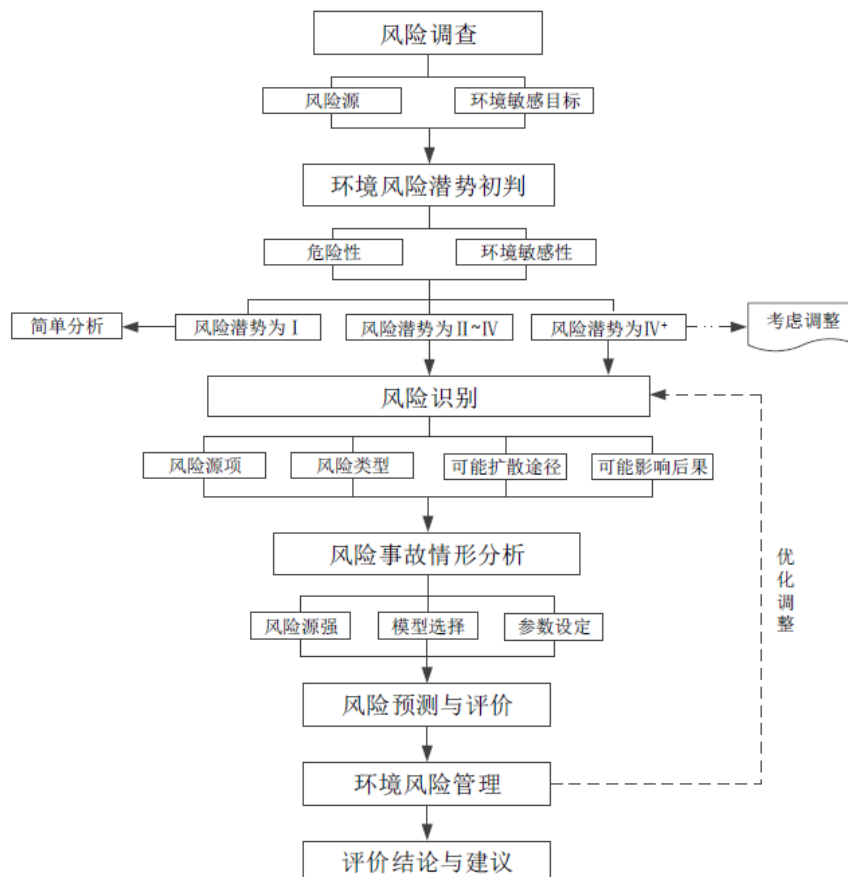 风险调查
风险源
环境敏感目标
环境风险潜势初判
危险性
环境敏感性
简单分析
风险潜势为Ⅰ
风险潜势为II~IV
风险潜势为IV⁺
考虑调整
风险识别
风险源项
风险类型
可能扩散途径
可能影响后果
风险事故情形分析
优化调整
风险源强
模型选择
参数设定
风险预测与评价
环境风险管理
评价结论与建议